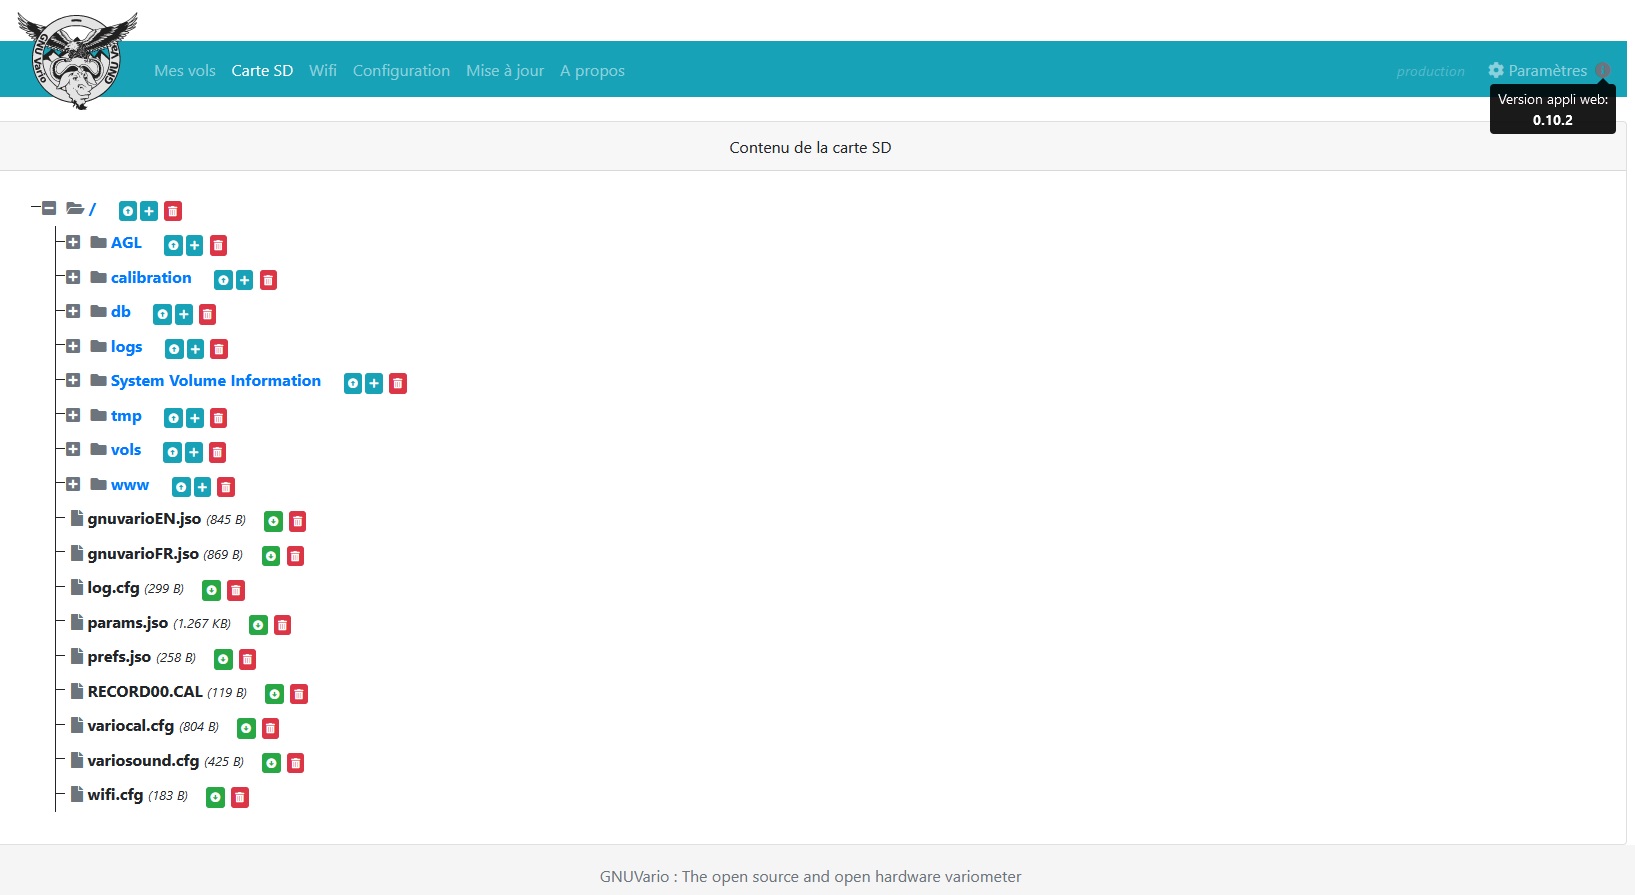 GNU Vario GNU Vario
Mes vols Carte SD Wifi Configuration Mise à jour A propos production Paramètres
Version appli web:
0.10.2
Contenu de la carte SD
/
AGL
calibration
db
logs
System Volume Information
tmp
vols
www
gnuvarioEN.jso (845 B)
gnuvarioFR.jso (869 B)
log.cfg (299 B)
params.jso (1.267 KB)
prefs.jso (258 B)
RECORD00.CAL (119 B)
variocal.cfg (804 B)
variosound.cfg (425 B)
wifi.cfg (183 B)
GNUVario : The open source and open hardware variometer